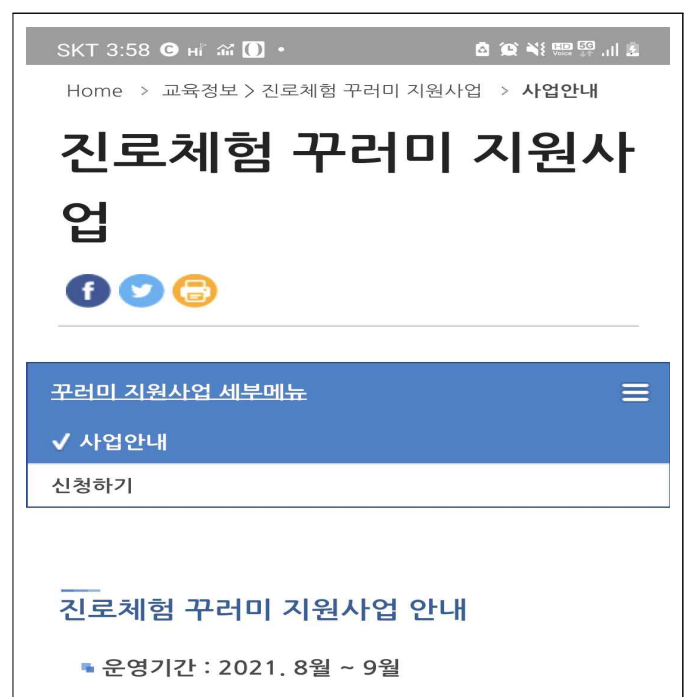 SKT 3:58
Home > 교육정보 > 진로체험 꾸러미 지원사업 > 사업안내
진로체험 꾸러미 지원사
업
꾸러미 지원사업 세부메뉴
사업안내
신청하기
진로체험 꾸러미 지원사업 안내
운영기간 : 2021. 8월 ~ 9월